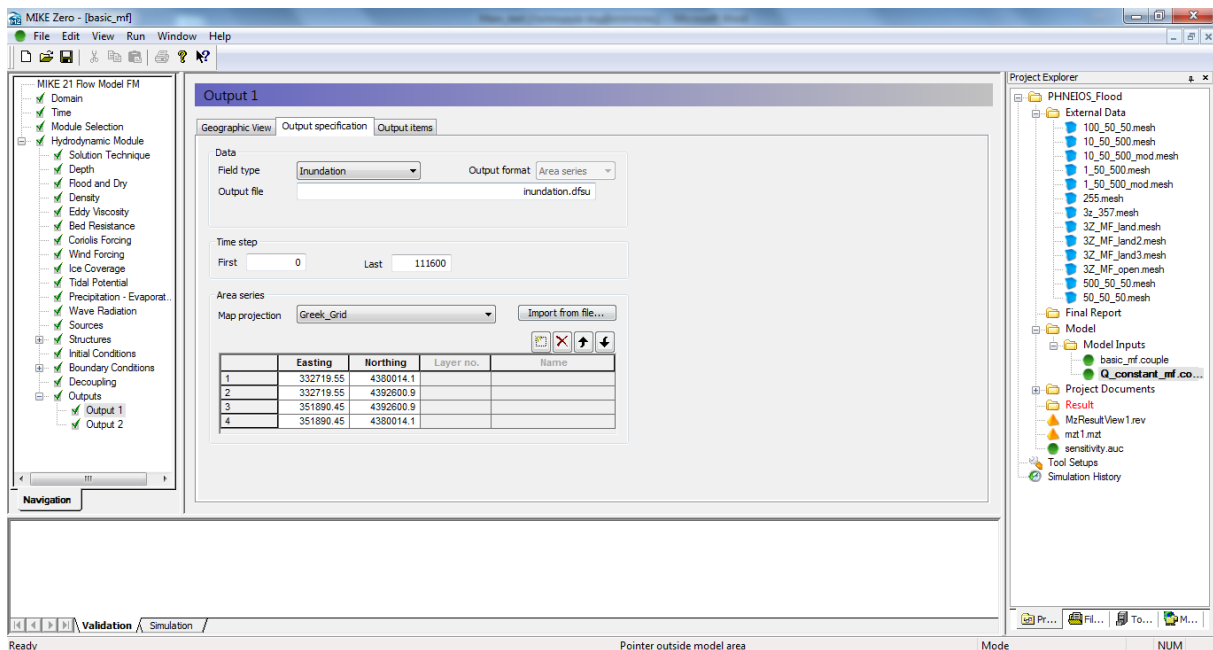 MIKE Zero - [basic_mf]
File Edit View Run Window Help
MIKE 21 Flow Model FM
Domain
Time
Module Selection
Hydrodynamic Module
Solution Technique
Depth
Flood and Dry
Density
Eddy Viscosity
Bed Resistance
Coriolis Forcing
Wind Forcing
Ice Coverage
Tidal Potential
Precipitation - Evaporat..
Wave Radiation
Sources
Structures
Initial Conditions
Boundary Conditions
Decoupling
Outputs
Output 1
Output 2
Navigation
Output 1
Geographic View Output specification Output items
Data
Field type Inundation Output format Area series
Output file inundation.dfsu
Time step
First 0 Last 111600
Area series
Map projection Greek_Grid Import from file...
Easting Northing Layer no. Name
1 332719.55 4380014.1
2 332719.55 4392600.9
3 351890.45 4392600.9
4 351890.45 4380014.1
Project Explorer
PHNEIOS_Flood
External Data
100_50_50.mesh
10_50_500.mesh
10_50_500_mod.mesh
1_50_500.mesh
1_50_500_mod.mesh
255.mesh
3z_357.mesh
3Z_MF_land.mesh
3Z_MF_land2.mesh
3Z_MF_land3.mesh
3Z_MF_open.mesh
500_50_50.mesh
50_50_50.mesh
Final Report
Model
Model Inputs
basic_mf.couple
Q_constant_mf.co...
Project Documents
Result
MzResultView1.rev
mzt1.mzt
sensitivity.auc
Tool Setups
Simulation History
Pr... Fil... To... M...
Validation Simulation
Ready Pointer outside model area Mode NUM